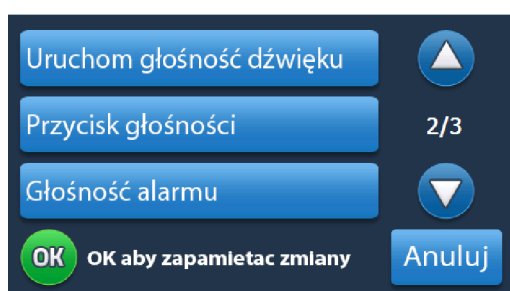 Uruchom głośność dźwięku
Przycisk głośności
2/3
Głośność alarmu
OK OK aby zapamietac zmiany
Anuluj